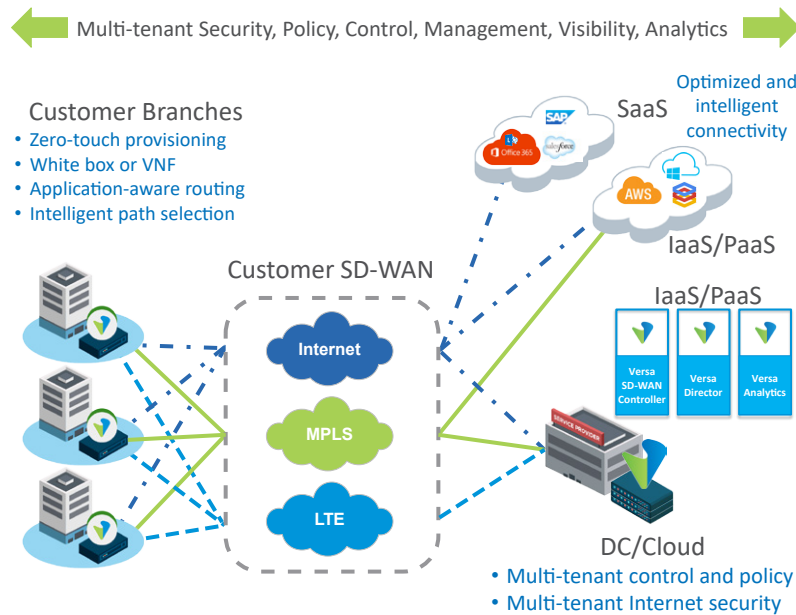 Multi-tenant Security, Policy, Control, Management, Visibility, Analytics
Customer Branches
• Zero-touch provisioning
• White box or VNF
• Application-aware routing
• Intelligent path selection
SaaS
SAP
Office 365
salesforce
Optimized and
intelligent
connectivity
AWS
IaaS/PaaS
Customer SD-WAN
Internet
MPLS
LTE
IaaS/PaaS
Versa
SD-WAN
Controller
Versa
Director
Versa
Analytics
SERVICE PROVIDER
DC/Cloud
• Multi-tenant control and policy
• Multi-tenant Internet security